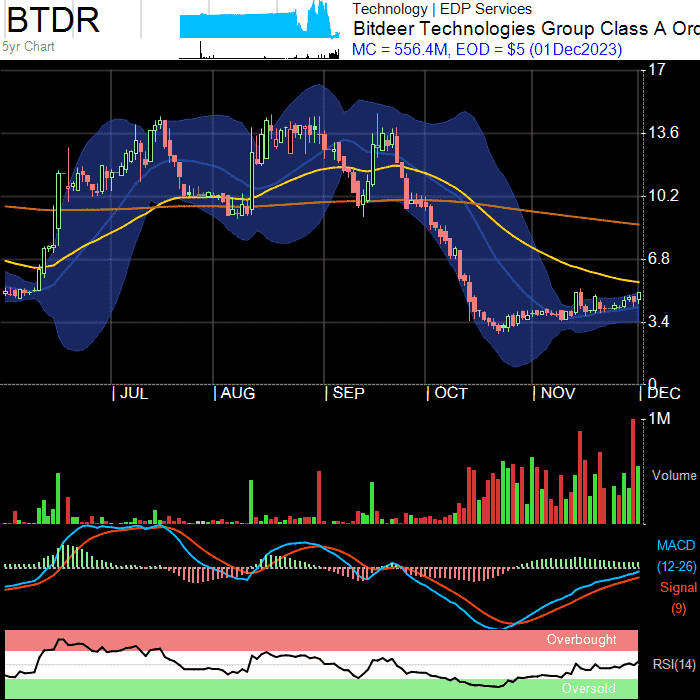 BTDR
5yr Chart
Technology | EDP Services
Bitdeer Technologies Group Class A Ord
MC = 556.4M, EOD = $5 (01Dec2023)
17
13.6
10.2
6.8
3.4
0
JUL
AUG
SEP
OCT
NOV
DEC
1M
Volume
MACD
(12-26)
Signal
(9)
Overbought
RSI(14)
Oversold